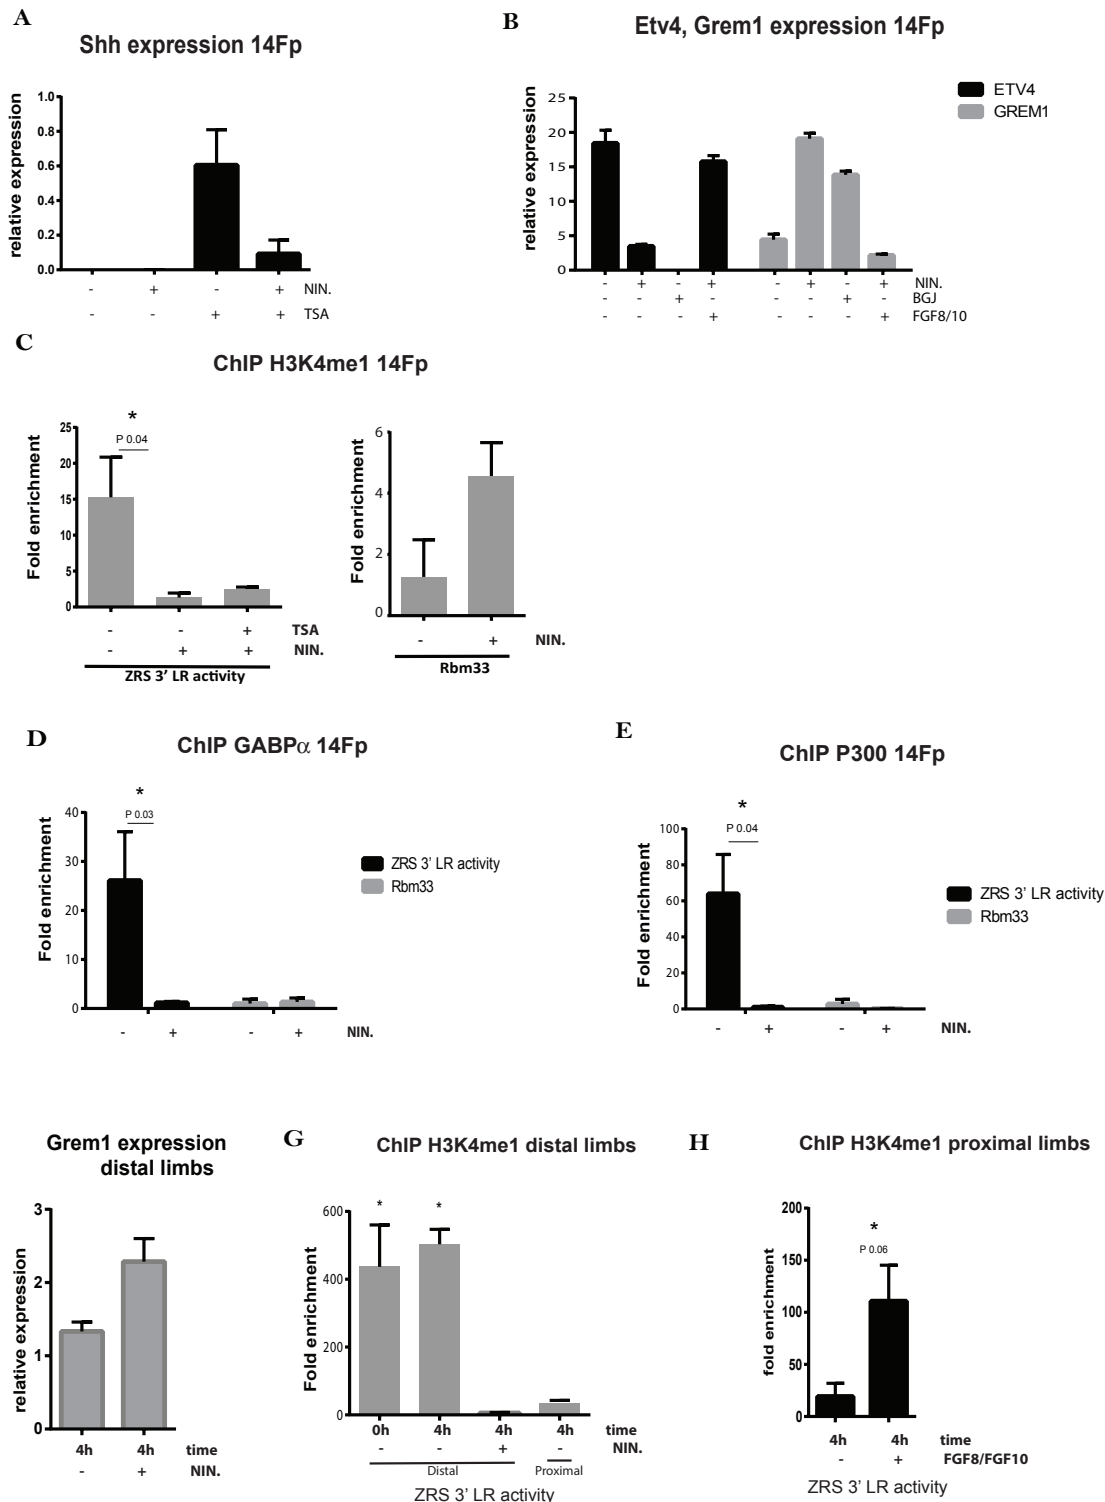 A
Shh expression 14Fp
relative expression
1.0
0.8
0.6
0.4
0.2
0.0
- + - + NIN.
- - + + TSA
B
Etv4, Grem1 expression 14Fp
ETV4
GREM1
relative expression
25
20
15
10
5
0
- + - + - + - + NIN.
- - + - - - + - BGJ
- - - + - - - + FGF8/10
C
ChIP H3K4me1 14Fp
*
P 0.04
Fold enrichment
25
20
15
10
5
0
- - + TSA
- + + NIN.
ZRS 3' LR activity
Fold enrichment
6
4
2
0
- + NIN.
Rbm33
D
ChIP GABPα 14Fp
*
P 0.03
Fold enrichment
40
30
20
10
0
- + - + NIN.
ZRS 3' LR activity
Rbm33
E
ChIP P300 14Fp
*
P 0.04
Fold enrichment
100
80
60
40
20
0
- + - + NIN.
ZRS 3' LR activity
Rbm33
Grem1 expression
distal limbs
relative expression
3
2
1
0
4h 4h time
- + NIN.
G
ChIP H3K4me1 distal limbs
* *
Fold enrichment
600
400
200
0
0h 4h 4h 4h time
- - + - NIN.
Distal Proximal
ZRS 3' LR activity
H
ChIP H3K4me1 proximal limbs
*
P 0.06
fold enrichment
200
150
100
50
0
4h 4h time
- + FGF8/FGF10
ZRS 3' LR activity